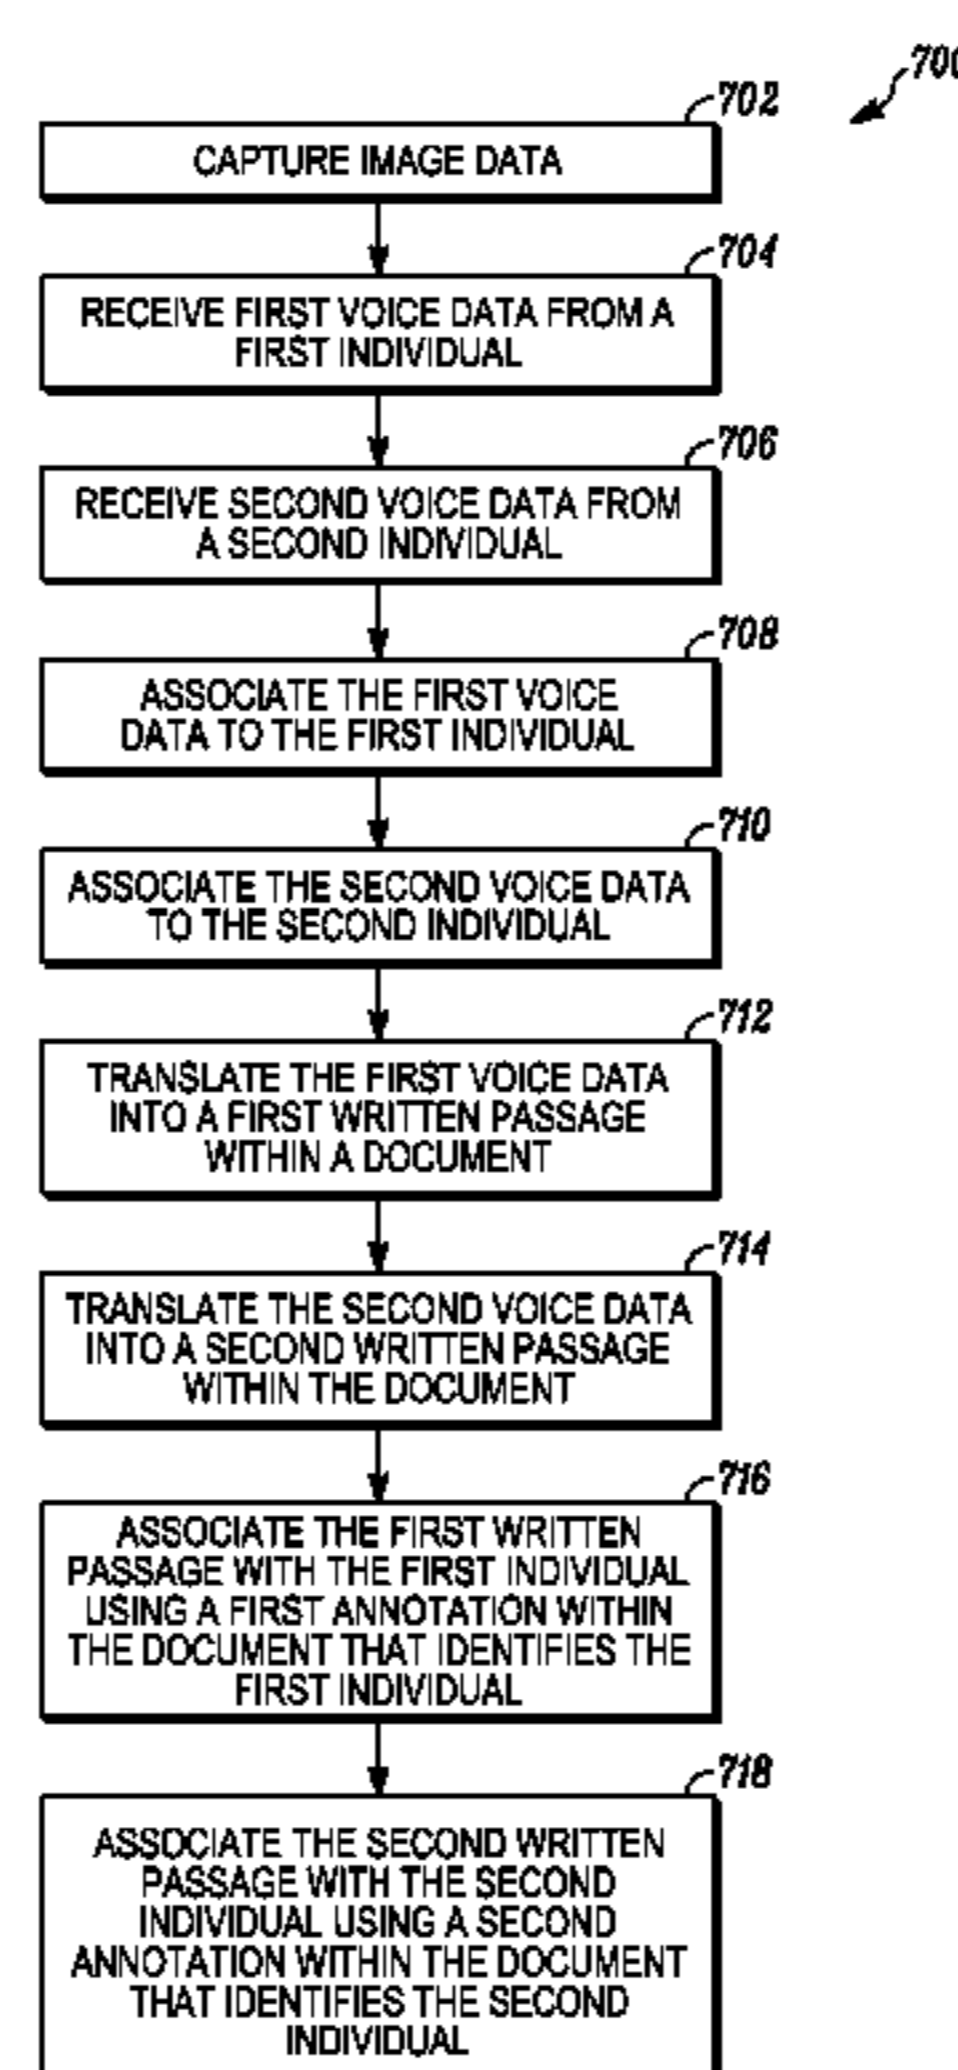 700
702
CAPTURE IMAGE DATA
704
RECEIVE FIRST VOICE DATA FROM A
FIRST INDIVIDUAL
706
RECEIVE SECOND VOICE DATA FROM
A SECOND INDIVIDUAL
708
ASSOCIATE THE FIRST VOICE
DATA TO THE FIRST INDIVIDUAL
710
ASSOCIATE THE SECOND VOICE DATA
TO THE SECOND INDIVIDUAL
712
TRANSLATE THE FIRST VOICE DATA
INTO A FIRST WRITTEN PASSAGE
WITHIN A DOCUMENT
714
TRANSLATE THE SECOND VOICE DATA
INTO A SECOND WRITTEN PASSAGE
WITHIN THE DOCUMENT
716
ASSOCIATE THE FIRST WRITTEN
PASSAGE WITH THE FIRST INDIVIDUAL
USING A FIRST ANNOTATION WITHIN
THE DOCUMENT THAT IDENTIFIES THE
FIRST INDIVIDUAL
718
ASSOCIATE THE SECOND WRITTEN
PASSAGE WITH THE SECOND
INDIVIDUAL USING A SECOND
ANNOTATION WITHIN THE DOCUMENT
THAT IDENTIFIES THE SECOND
INDIVIDUAL